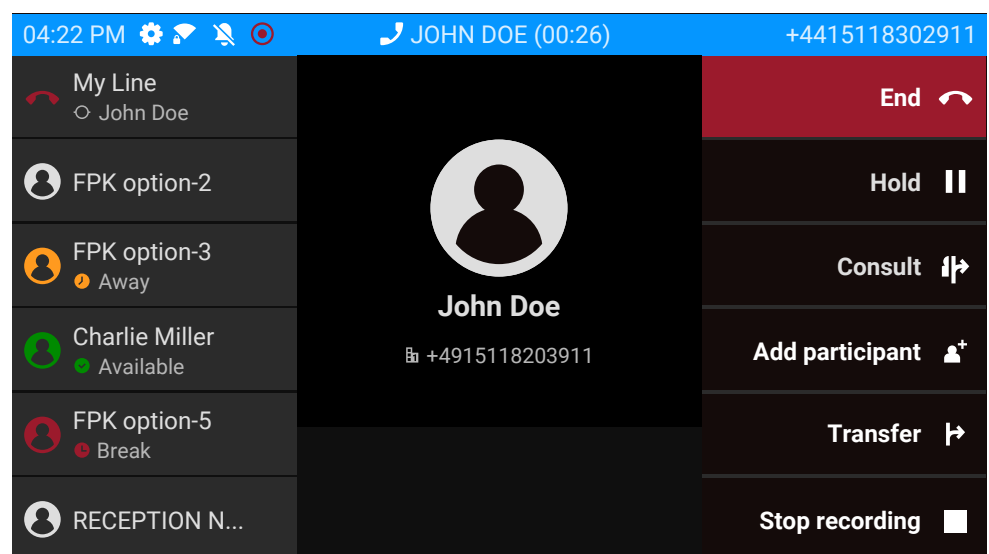 04:22 PM JOHN DOE (00:26) +4415118302911
My Line
John Doe
FPK option-2
FPK option-3
Away
Charlie Miller
Available
FPK option-5
Break
RECEPTION N...
John Doe
+4915118203911
End
Hold
Consult
Add participant
Transfer
Stop recording